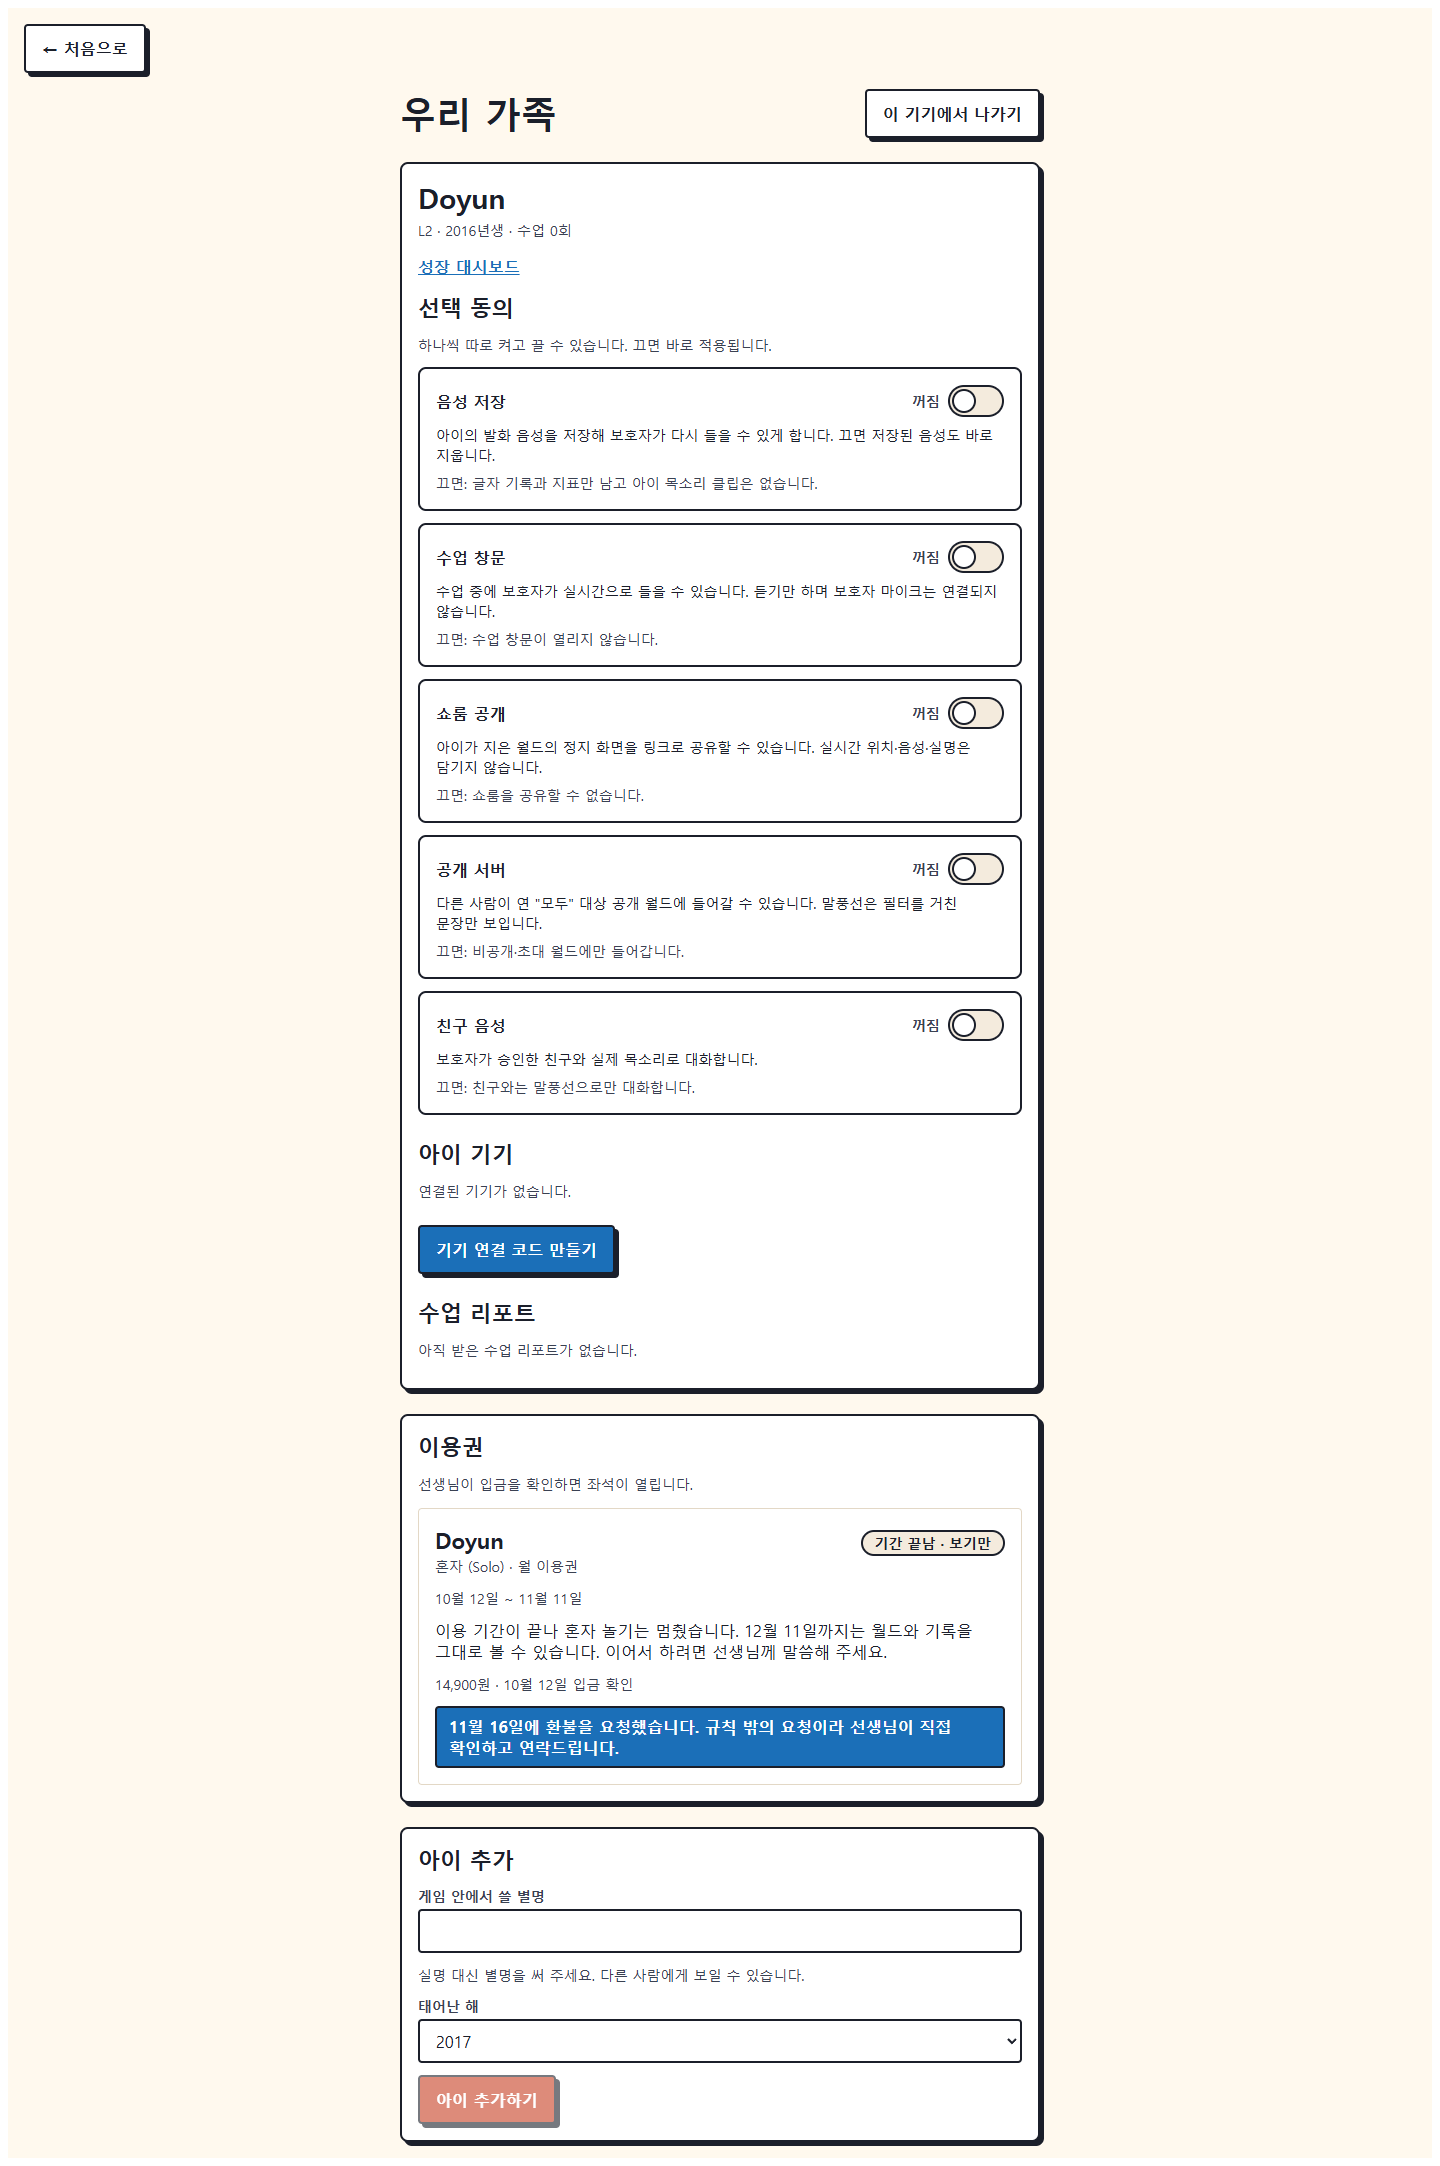 ← 처음으로
우리 가족
이 기기에서 나가기
Doyun
L2 · 2016년생 · 수업 0회
성장 대시보드
선택 동의
하나씩 따로 켜고 끌 수 있습니다. 끄면 바로 적용됩니다.
음성 저장
꺼짐
아이의 발화 음성을 저장해 보호자가 다시 들을 수 있게 합니다. 끄면 저장된 음성도 바로
지웁니다.
끄면: 글자 기록과 지표만 남고 아이 목소리 클립은 없습니다.
수업 창문
꺼짐
수업 중에 보호자가 실시간으로 들을 수 있습니다. 듣기만 하며 보호자 마이크는 연결되지
않습니다.
끄면: 수업 창문이 열리지 않습니다.
쇼룸 공개
꺼짐
아이가 지은 월드의 정지 화면을 링크로 공유할 수 있습니다. 실시간 위치·음성·실명은
담기지 않습니다.
끄면: 쇼룸을 공유할 수 없습니다.
공개 서버
꺼짐
다른 사람이 연 "모두" 대상 공개 월드에 들어갈 수 있습니다. 말풍선은 필터를 거친
문장만 보입니다.
끄면: 비공개·초대 월드에만 들어갑니다.
친구 음성
꺼짐
보호자가 승인한 친구와 실제 목소리로 대화합니다.
끄면: 친구와는 말풍선으로만 대화합니다.
아이 기기
연결된 기기가 없습니다.
기기 연결 코드 만들기
수업 리포트
아직 받은 수업 리포트가 없습니다.
이용권
선생님이 입금을 확인하면 좌석이 열립니다.
Doyun
기간 끝남 · 보기만
혼자 (Solo) · 월 이용권
10월 12일 ~ 11월 11일
이용 기간이 끝나 혼자 놀기는 멈췄습니다. 12월 11일까지는 월드와 기록을
그대로 볼 수 있습니다. 이어서 하려면 선생님께 말씀해 주세요.
14,900원 · 10월 12일 입금 확인
11월 16일에 환불을 요청했습니다. 규칙 밖의 요청이라 선생님이 직접
확인하고 연락드립니다.
아이 추가
게임 안에서 쓸 별명
실명 대신 별명을 써 주세요. 다른 사람에게 보일 수 있습니다.
태어난 해
2017
아이 추가하기